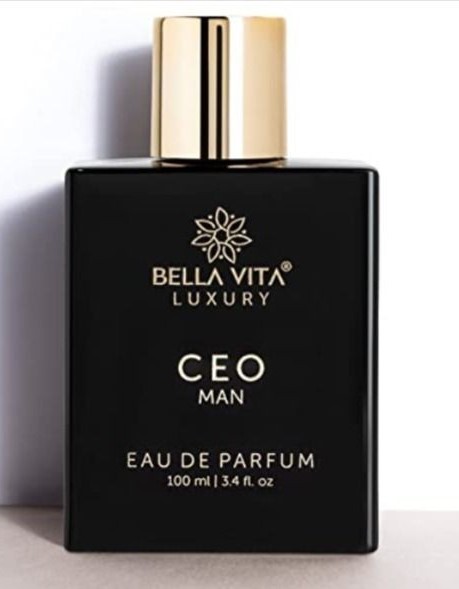 BELLA VITA®
LUXURY
CEO
MAN
EAU DE PARFUM
100 ml | 3.4 fl. oz